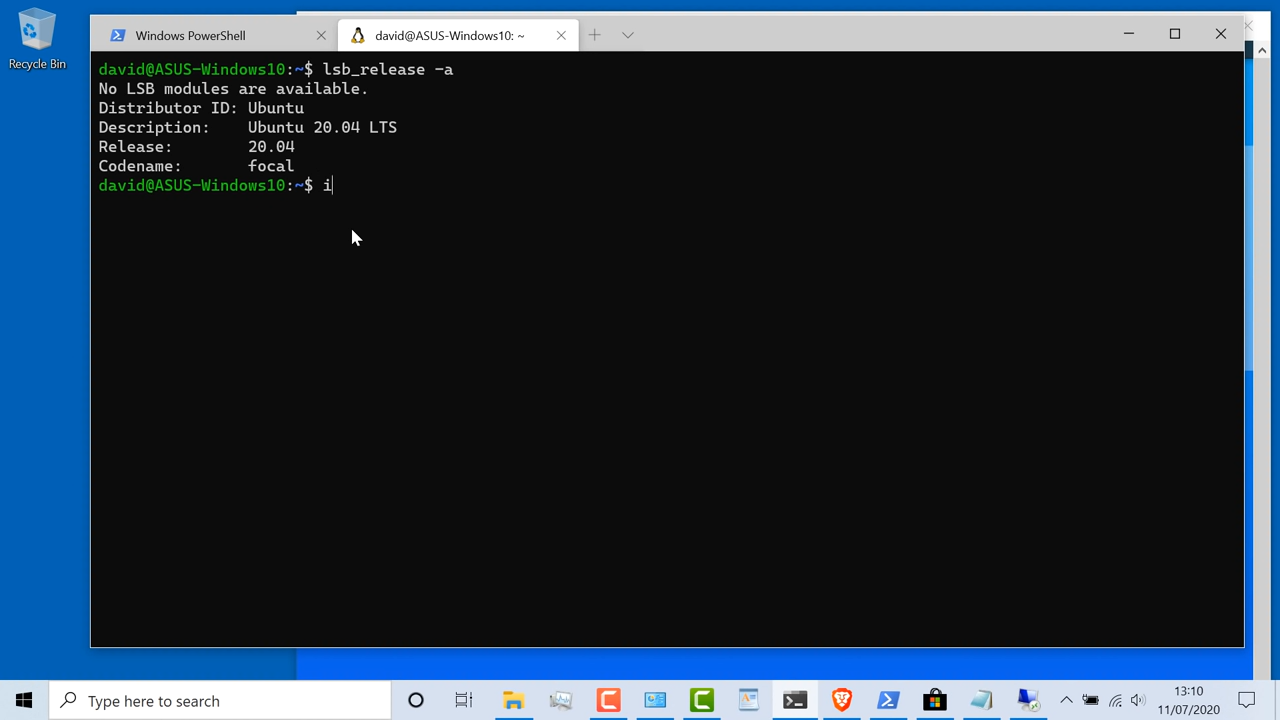 Recycle Bin
Windows PowerShell
david@ASUS-Windows10: ~
david@ASUS-Windows10:~$ lsb_release -a
No LSB modules are available.
Distributor ID: Ubuntu
Description:    Ubuntu 20.04 LTS
Release:        20.04
Codename:       focal
david@ASUS-Windows10:~$ i
Type here to search
13:10
11/07/2020